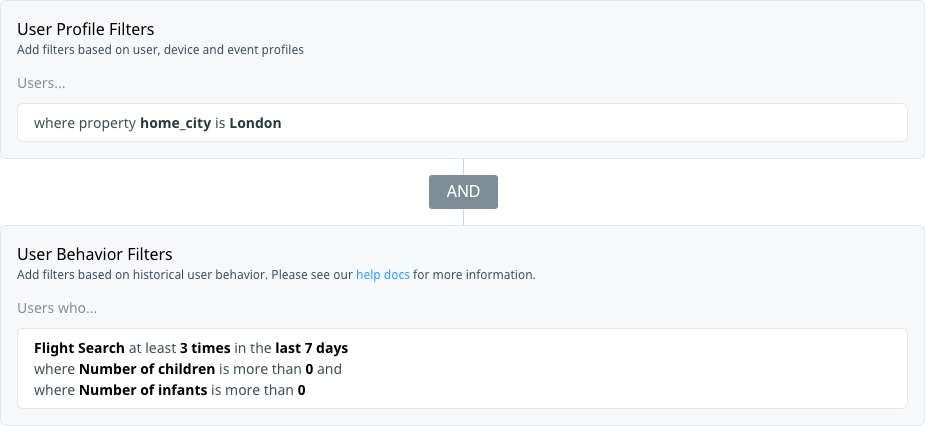 User Profile Filters
Add filters based on user, device and event profiles
Users...
where property home_city is London
AND
User Behavior Filters
Add filters based on historical user behavior. Please see our help docs for more information.
Users who...
Flight Search at least 3 times in the last 7 days
where Number of children is more than 0 and
where Number of infants is more than 0